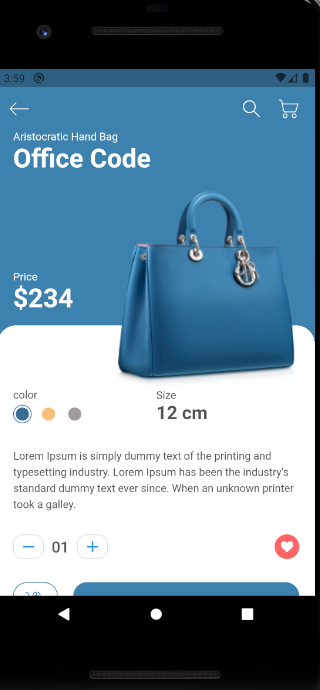 3:59
Aristocratic Hand Bag
Office Code
Price
$234
color
Size
12 cm
Lorem Ipsum is simply dummy text of the printing and
typesetting industry. Lorem Ipsum has been the industry's
standard dummy text ever since. When an unknown printer
took a galley.
01